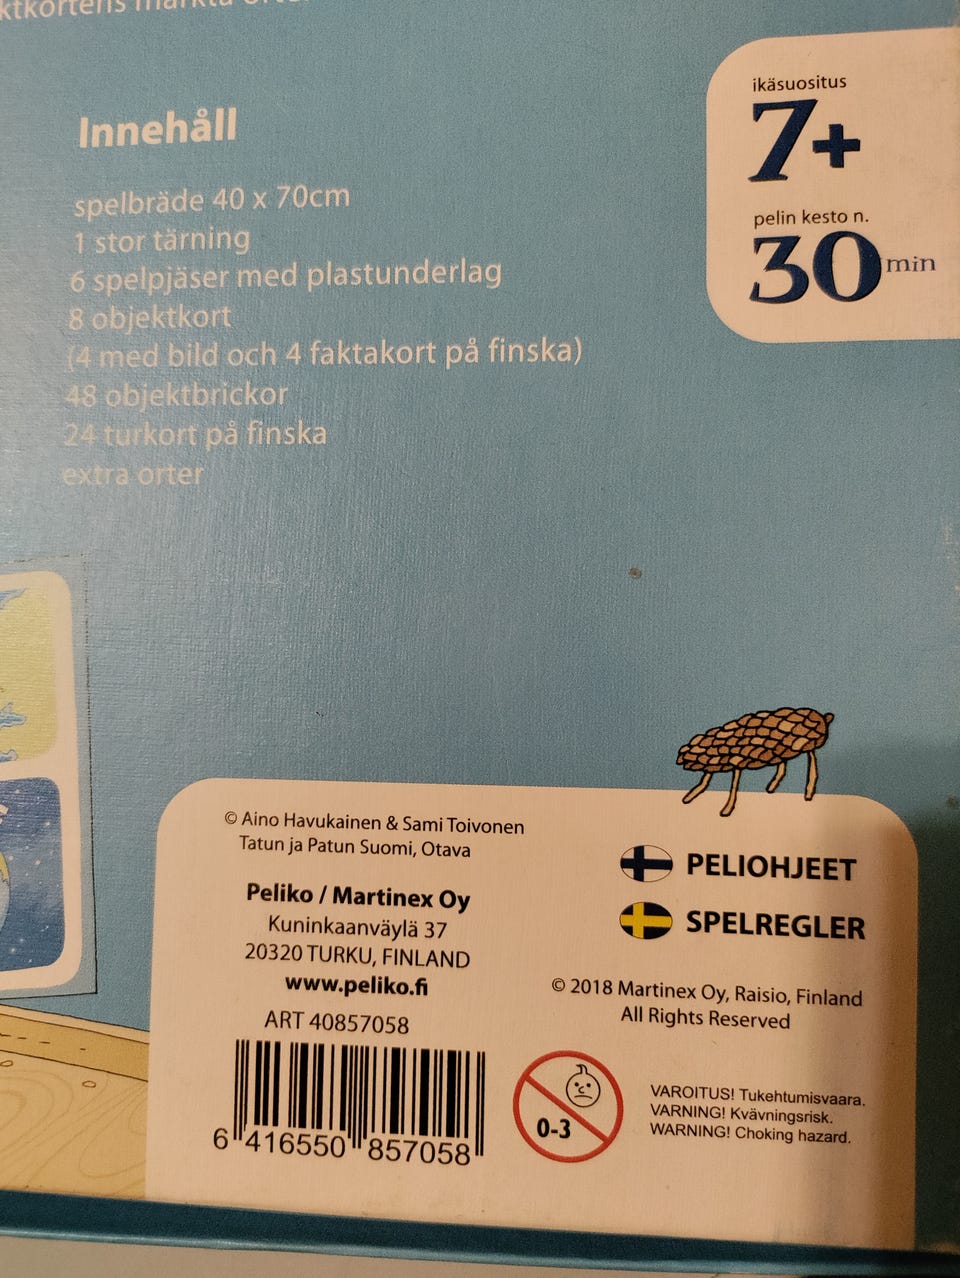 ktkortens märkta orter
Innehåll
spelbräde 40 x 70cm
1 stor tärning
6 spelpjäser med plastunderlag
8 objektkort
(4 med bild och 4 faktakort på finska)
48 objektbrickor
24 turkort på finska
extra orter
ikäsuositus
7+
pelin kesto n.
30 min
© Aino Havukainen & Sami Toivonen
Tatun ja Patun Suomi, Otava
Peliko / Martinex Oy
Kuninkaanväylä 37
20320 TURKU, FINLAND
www.peliko.fi
ART 40857058
6 416550 857058
PELIOHJEET
SPELREGLER
© 2018 Martinex Oy, Raisio, Finland
All Rights Reserved
0-3
VAROITUS! Tukehtumisvaara.
VARNING! Kvävningsrisk.
WARNING! Choking hazard.